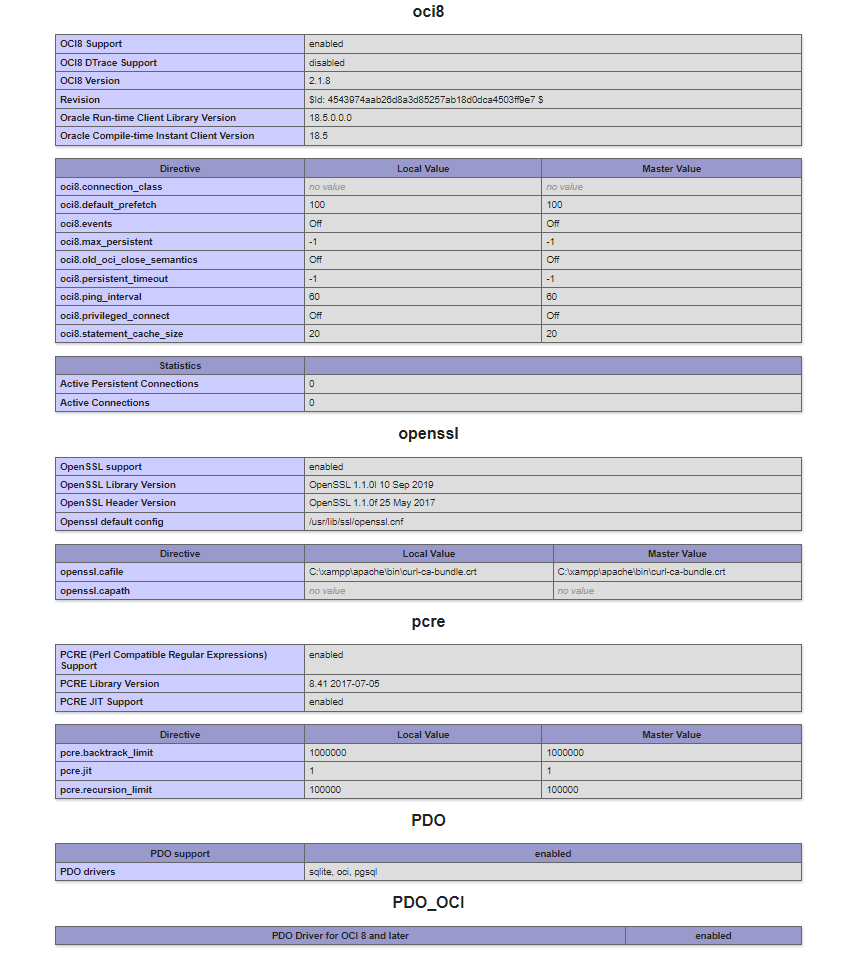 oci8
OCI8 Support enabled
OCI8 DTrace Support disabled
OCI8 Version 2.1.8
Revision $Id: 4543974aab26d8a3d85257ab18d0dca4503ff9e7 $
Oracle Run-time Client Library Version 18.5.0.0.0
Oracle Compile-time Instant Client Version 18.5
Directive Local Value Master Value
oci8.connection_class no value no value
oci8.default_prefetch 100 100
oci8.events Off Off
oci8.max_persistent -1 -1
oci8.old_oci_close_semantics Off Off
oci8.persistent_timeout -1 -1
oci8.ping_interval 60 60
oci8.privileged_connect Off Off
oci8.statement_cache_size 20 20
Statistics
Active Persistent Connections 0
Active Connections 0
openssl
OpenSSL support enabled
OpenSSL Library Version OpenSSL 1.1.0l 10 Sep 2019
OpenSSL Header Version OpenSSL 1.1.0f 25 May 2017
Openssl default config /usr/lib/ssl/openssl.cnf
Directive Local Value Master Value
openssl.cafile C:\xampp\apache\bin\curl-ca-bundle.crt C:\xampp\apache\bin\curl-ca-bundle.crt
openssl.capath no value no value
pcre
PCRE (Perl Compatible Regular Expressions) enabled
Support
PCRE Library Version 8.41 2017-07-05
PCRE JIT Support enabled
Directive Local Value Master Value
pcre.backtrack_limit 1000000 1000000
pcre.jit 1 1
pcre.recursion_limit 100000 100000
PDO
PDO support enabled
PDO drivers sqlite, oci, pgsql
PDO_OCI
PDO Driver for OCI 8 and later enabled